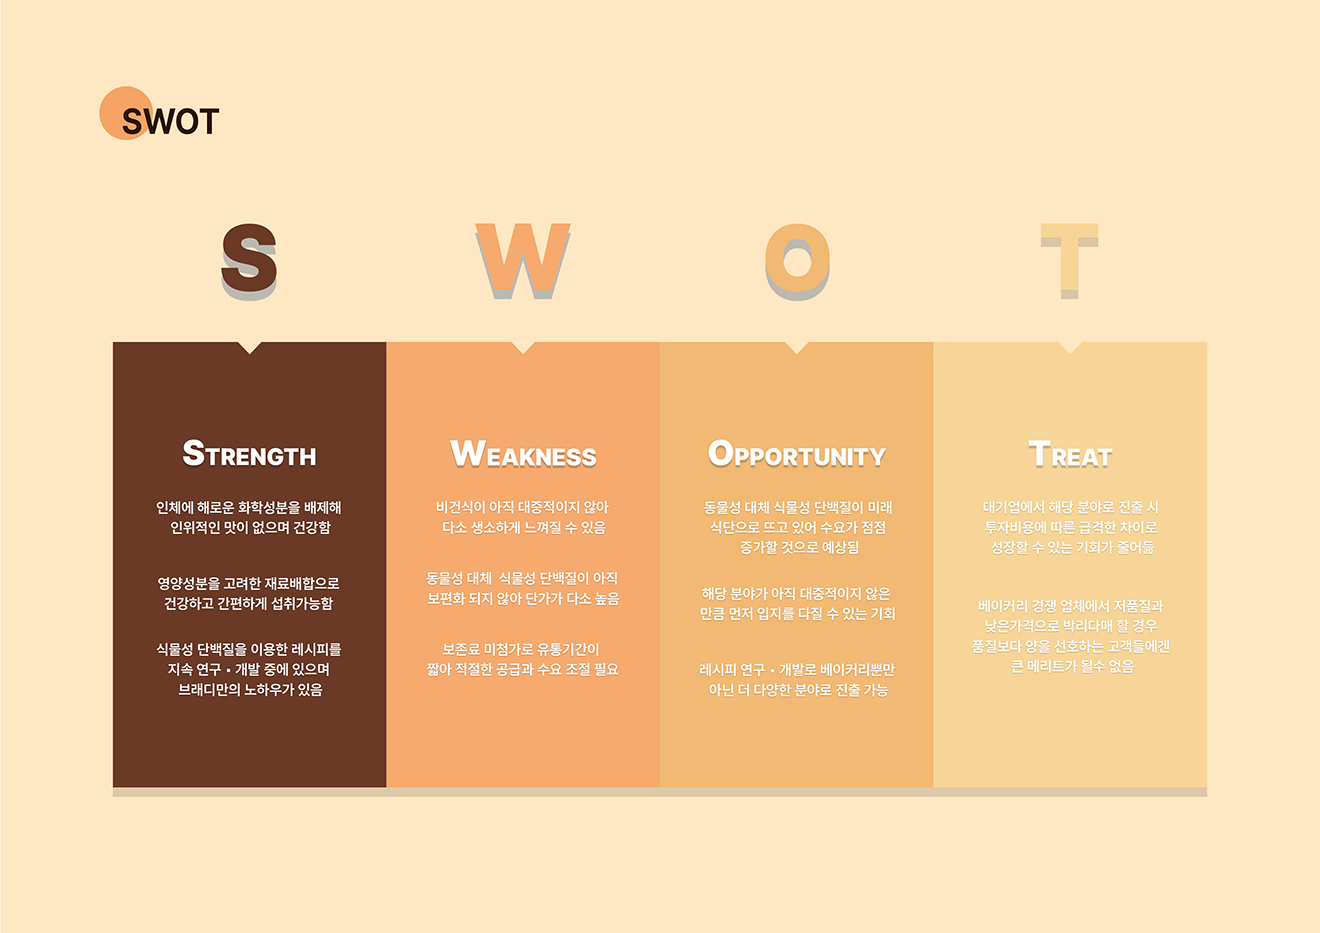 SWOT
S
W
O
T
STRENGTH
인체에 해로운 화학성분을 배제해
인위적인 맛이 없으며 건강함
영양성분을 고려한 재료배합으로
건강하고 간편하게 섭취가능함
식물성 단백질을 이용한 레시피를
지속 연구 • 개발 중에 있으며
브래디만의 노하우가 있음
WEAKNESS
비건식이 아직 대중적이지 않아
다소 생소하게 느껴질 수 있음
동물성 대체 식물성 단백질이 아직
보편화 되지 않아 단가가 다소 높음
보존료 미첨가로 유통기간이
짧아 적절한 공급과 수요 조절 필요
OPPORTUNITY
동물성 대체 식물성 단백질이 미래
식단으로 뜨고 있어 수요가 점점
증가할 것으로 예상됨
해당 분야가 아직 대중적이지 않은
만큼 먼저 입지를 다질 수 있는 기회
레시피 연구 • 개발로 베이커리뿐만
아닌 더 다양한 분야로 진출 가능
TREAT
대기업에서 해당 분야로 진출 시
투자비용에 따른 급격한 차이로
성장할 수 있는 기회가 줄어듦
베이커리 경쟁 업체에서 저품질과
낮은가격으로 박리다매 할 경우
품질보다 양을 선호하는 고객들에겐
큰 메리트가 될수 없음